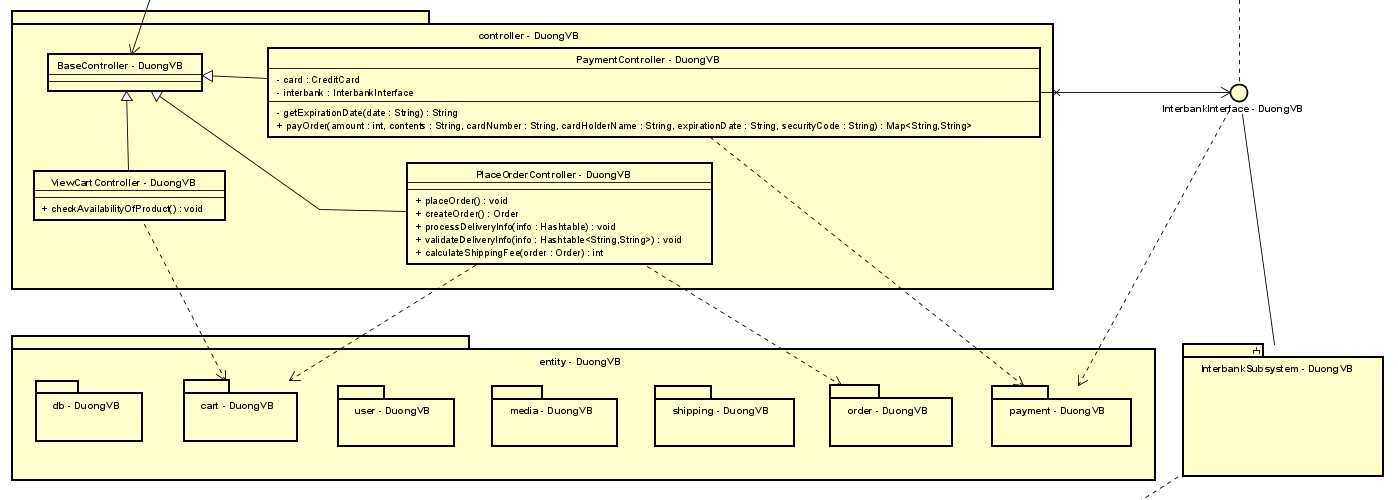 controller - DuongVB
BaseController - DuongVB
PaymentController - DuongVB
- card : CreditCard
- interbank : InterbankInterface
- getExpirationDate(date : String) : String
+ payOrder(amount : int, contents : String, cardNumber : String, cardHolderName : String, expirationDate : String, securityCode : String) : Map<String,String>
InterbankInterface - DuongVB
ViewCartController - DuongVB
+ checkAvailabilityOfProduct() : void
PlaceOrderController - DuongVB
+ placeOrder() : void
+ createOrder() : Order
+ processDeliveryInfo(info : Hashtable) : void
+ validateDeliveryInfo(info : Hashtable<String,String>) : void
+ calculateShippingFee(order : Order) : int
entity - DuongVB
InterbankSubsystem - DuongVB
db - DuongVB
cart - DuongVB
user - DuongVB
media - DuongVB
shipping - DuongVB
order - DuongVB
payment - DuongVB